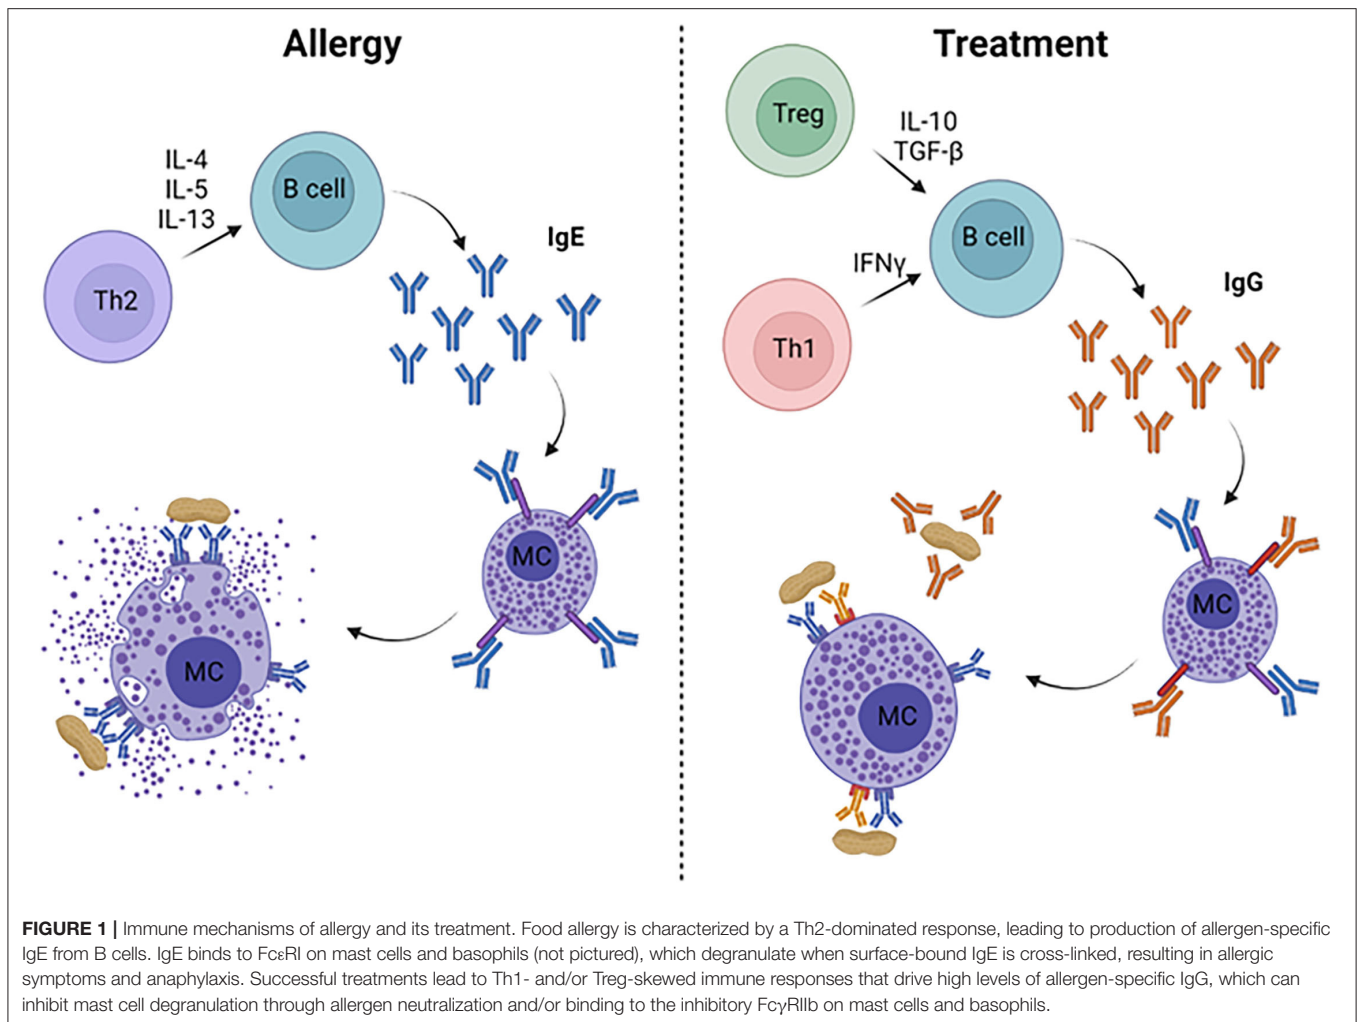 Allergy
IL-4
IL-5
IL-13
B cell
Th2
IgE
MC
MC
Treatment
Treg
IL-10
TGF-β
B cell
IFNγ
Th1
IgG
MC
MC
FIGURE 1 | Immune mechanisms of allergy and its treatment. Food allergy is characterized by a Th2-dominated response, leading to production of allergen-specific
IgE from B cells. IgE binds to FcεRI on mast cells and basophils (not pictured), which degranulate when surface-bound IgE is cross-linked, resulting in allergic
symptoms and anaphylaxis. Successful treatments lead to Th1- and/or Treg-skewed immune responses that drive high levels of allergen-specific IgG, which can
inhibit mast cell degranulation through allergen neutralization and/or binding to the inhibitory FcγRIIb on mast cells and basophils.